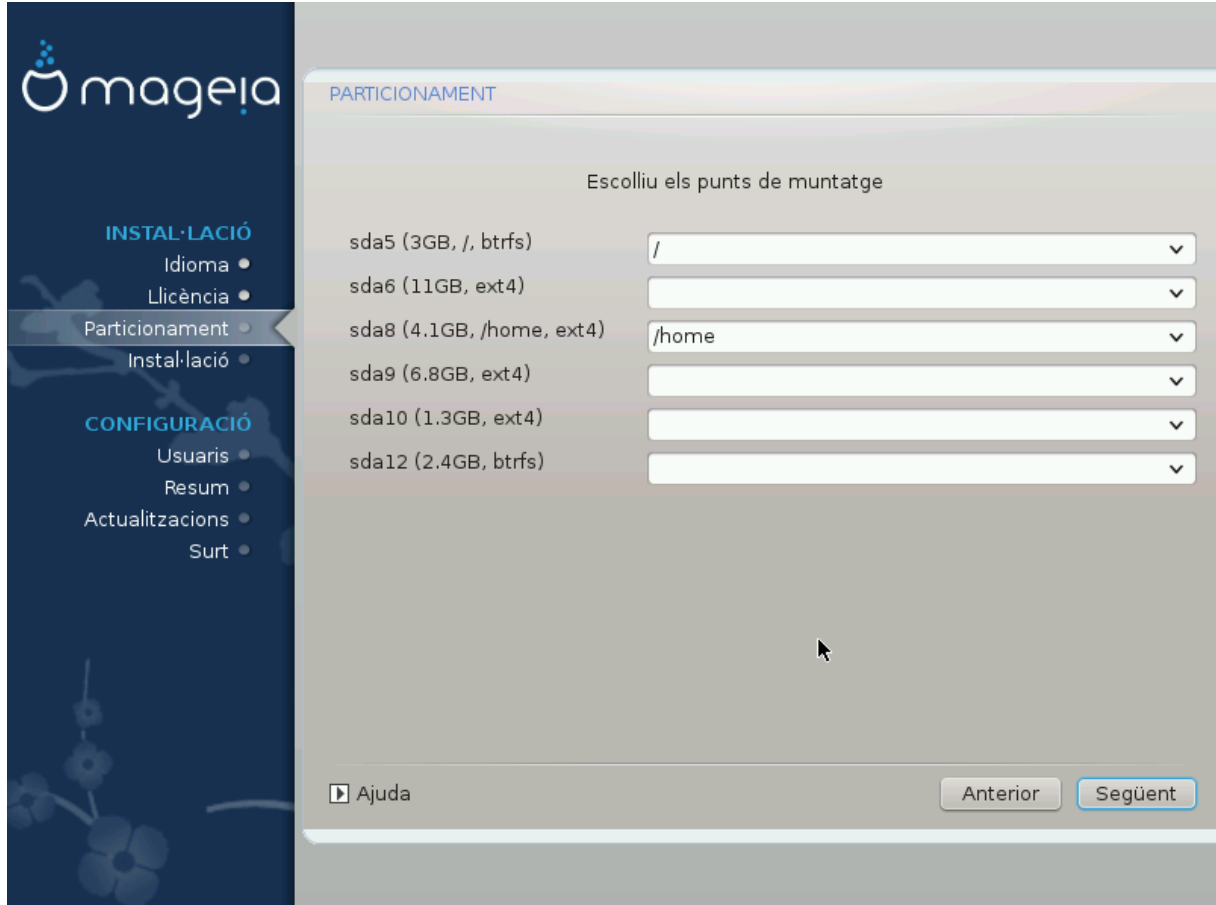 mageia
PARTICIONAMENT
Escolliu els punts de muntatge
INSTAL·LACIÓ
Idioma
Llicència
Particionament
Instal·lació
CONFIGURACIÓ
Usuaris
Resum
Actualitzacions
Surt
sda5 (3GB, /, btrfs)
/
sda6 (11GB, ext4)
sda8 (4.1GB, /home, ext4)
/home
sda9 (6.8GB, ext4)
sda10 (1.3GB, ext4)
sda12 (2.4GB, btrfs)
Ajuda
Anterior
Següent